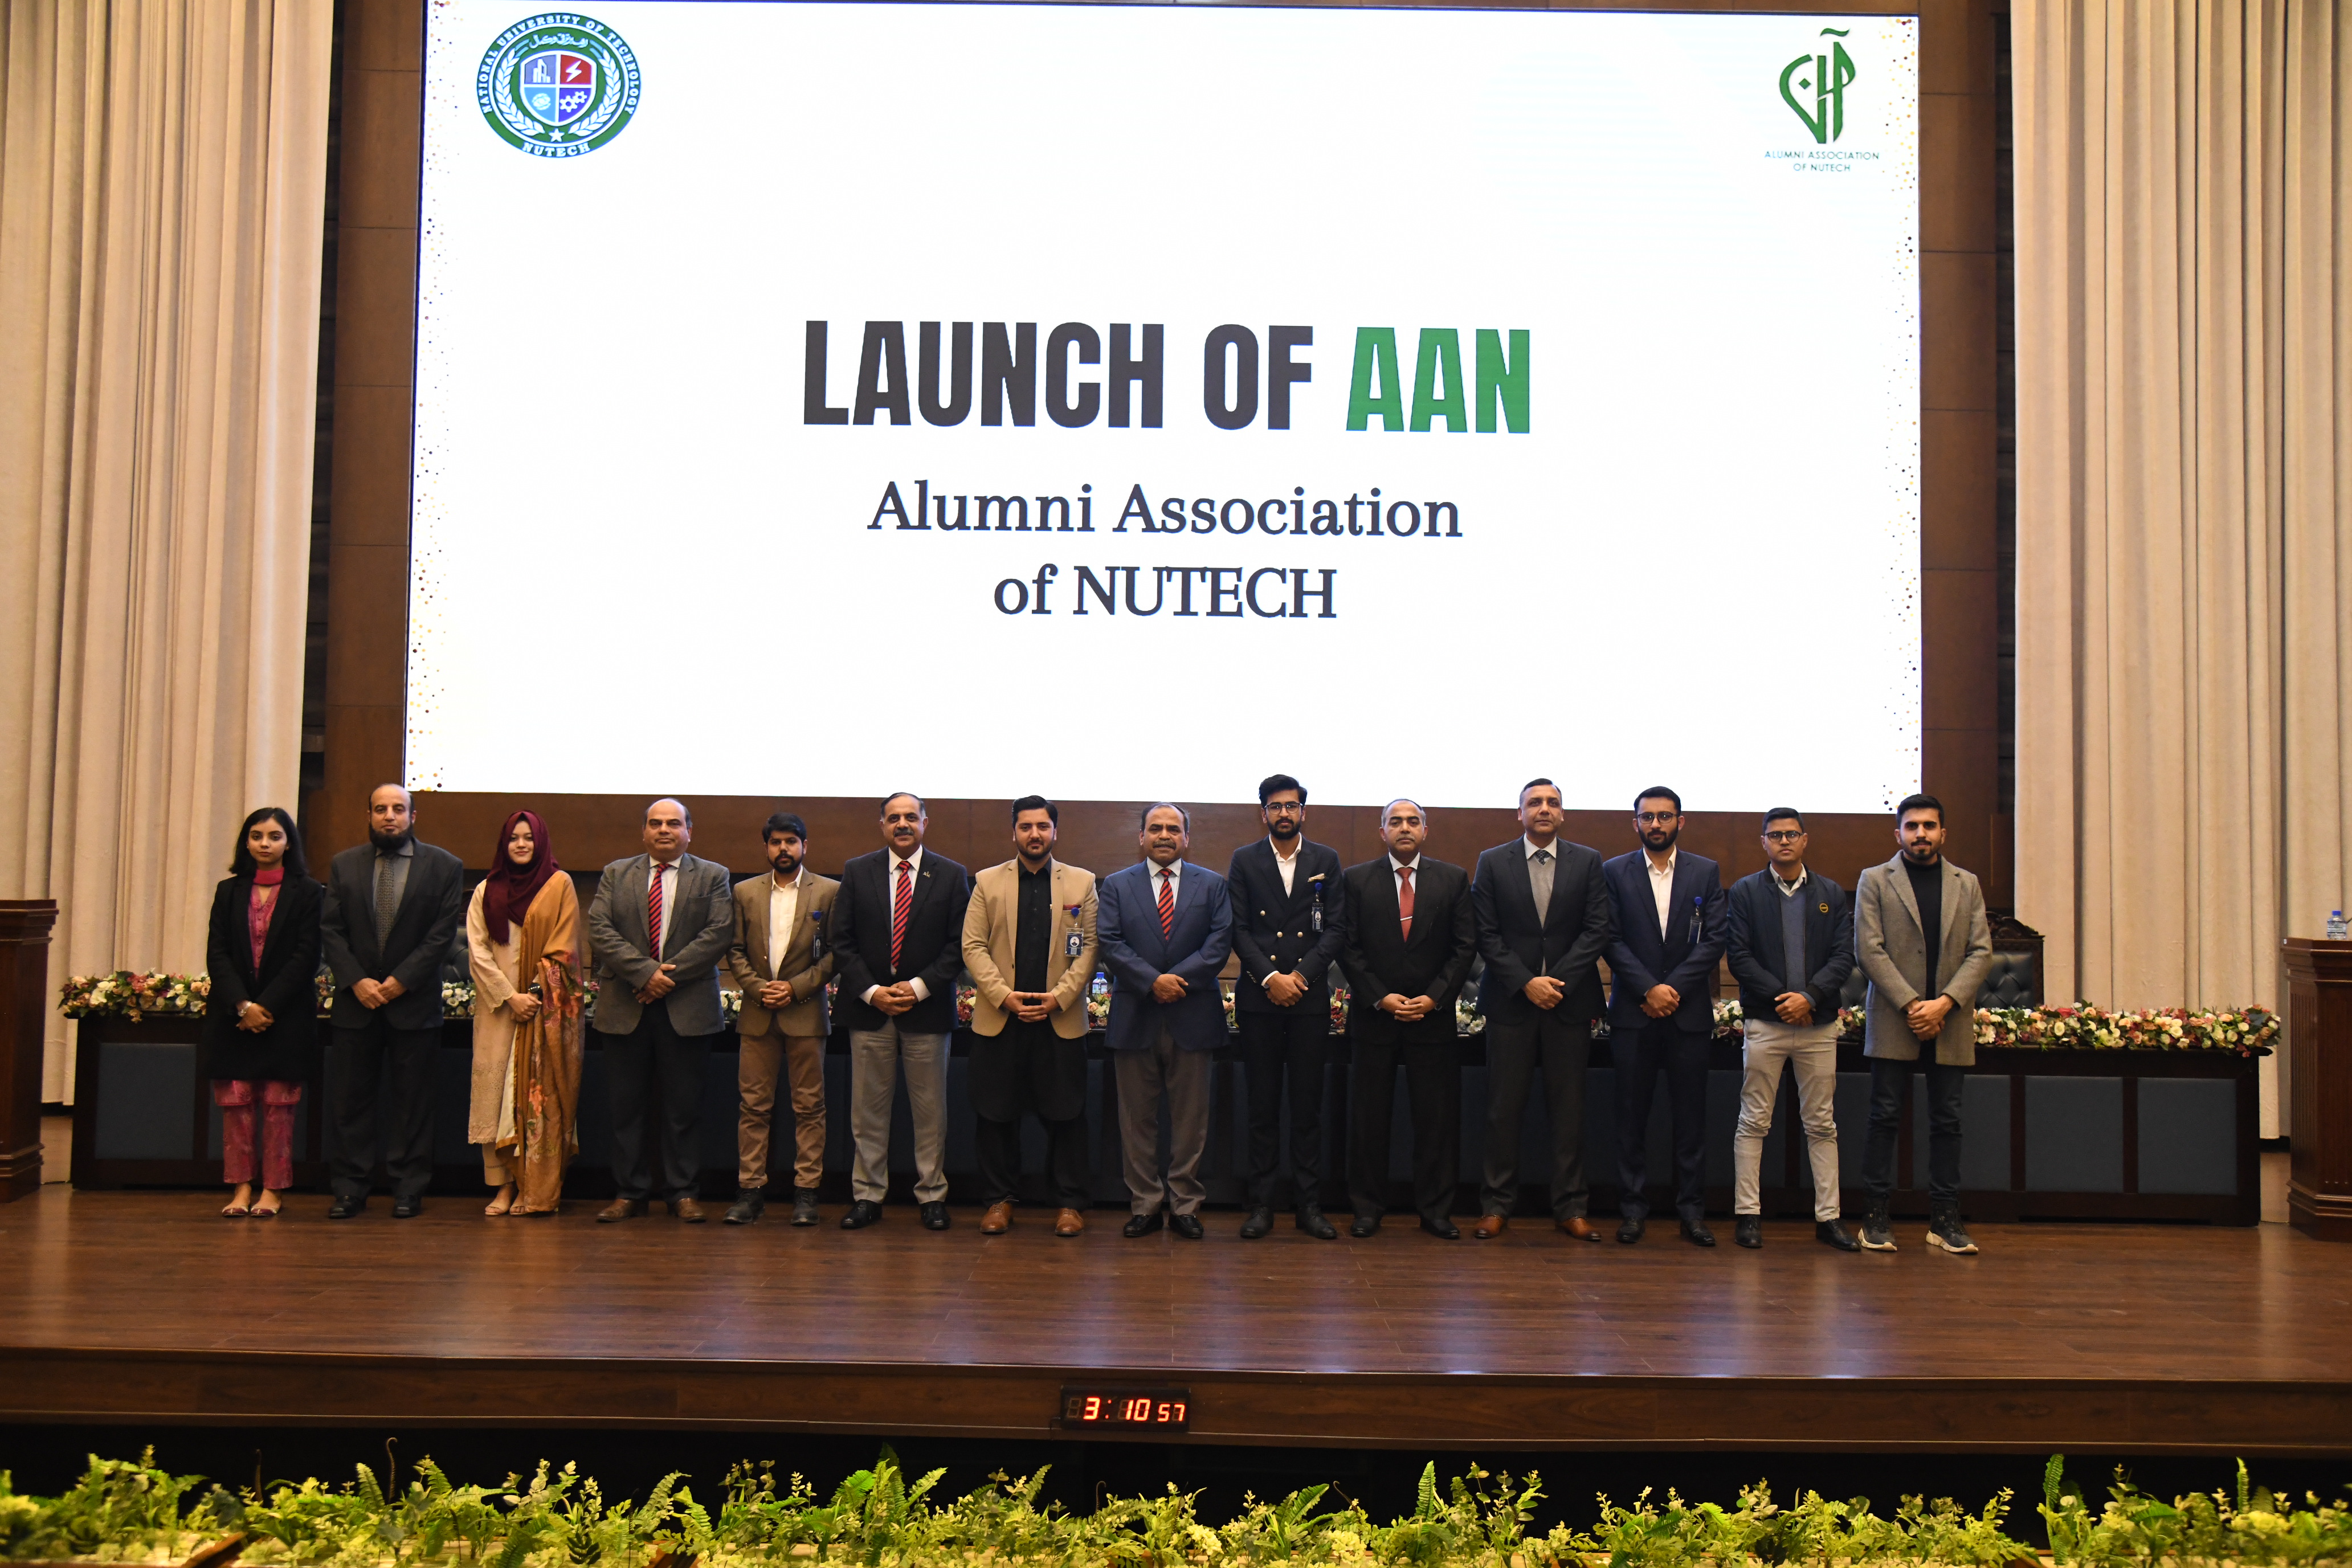 NATIONAL UNIVERSITY OF TECHNOLOGY
NUTECH
ALUMNI ASSOCIATION
OF NUTECH
LAUNCH OF AAN
Alumni Association
of NUTECH
3:10 57